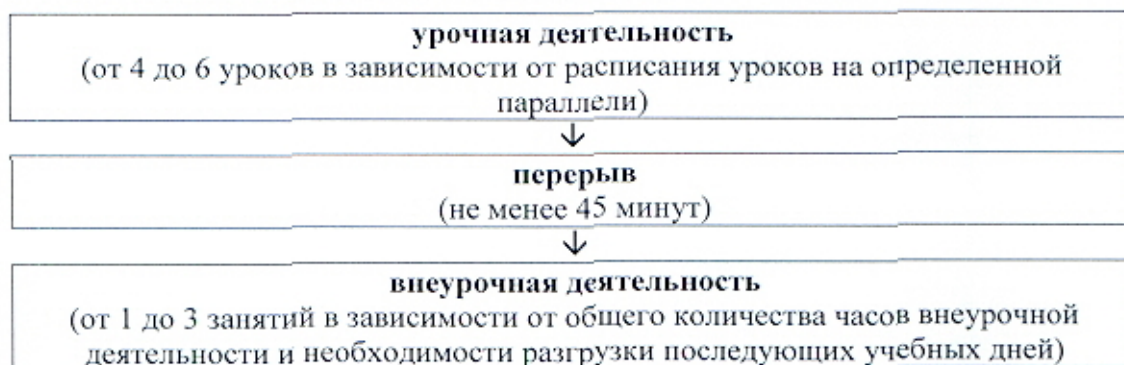 урочная деятельность
(от 4 до 6 уроков в зависимости от расписания уроков на определенной
параллели)
↓
перерыв
(не менее 45 минут)
↓
внеурочная деятельность
(от 1 до 3 занятий в зависимости от общего количества часов внеурочной
деятельности и необходимости разгрузки последующих учебных дней)